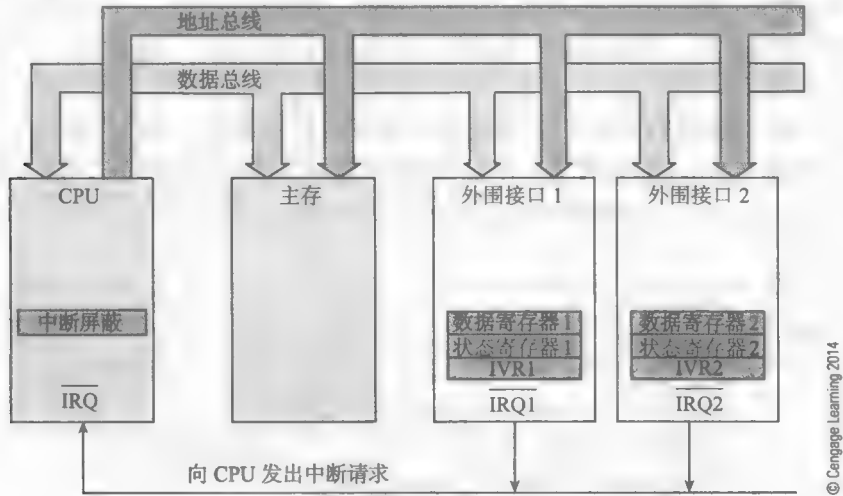 地址总线
数据总线
CPU
主存
外围接口 1
外围接口 2
中断屏蔽
数据寄存器1
状态寄存器1
IVR1
数据寄存器2
状态寄存器2
IVR2
IRQ
IRQ1
IRQ2
向 CPU 发出中断请求
© Cengage Learning 2014